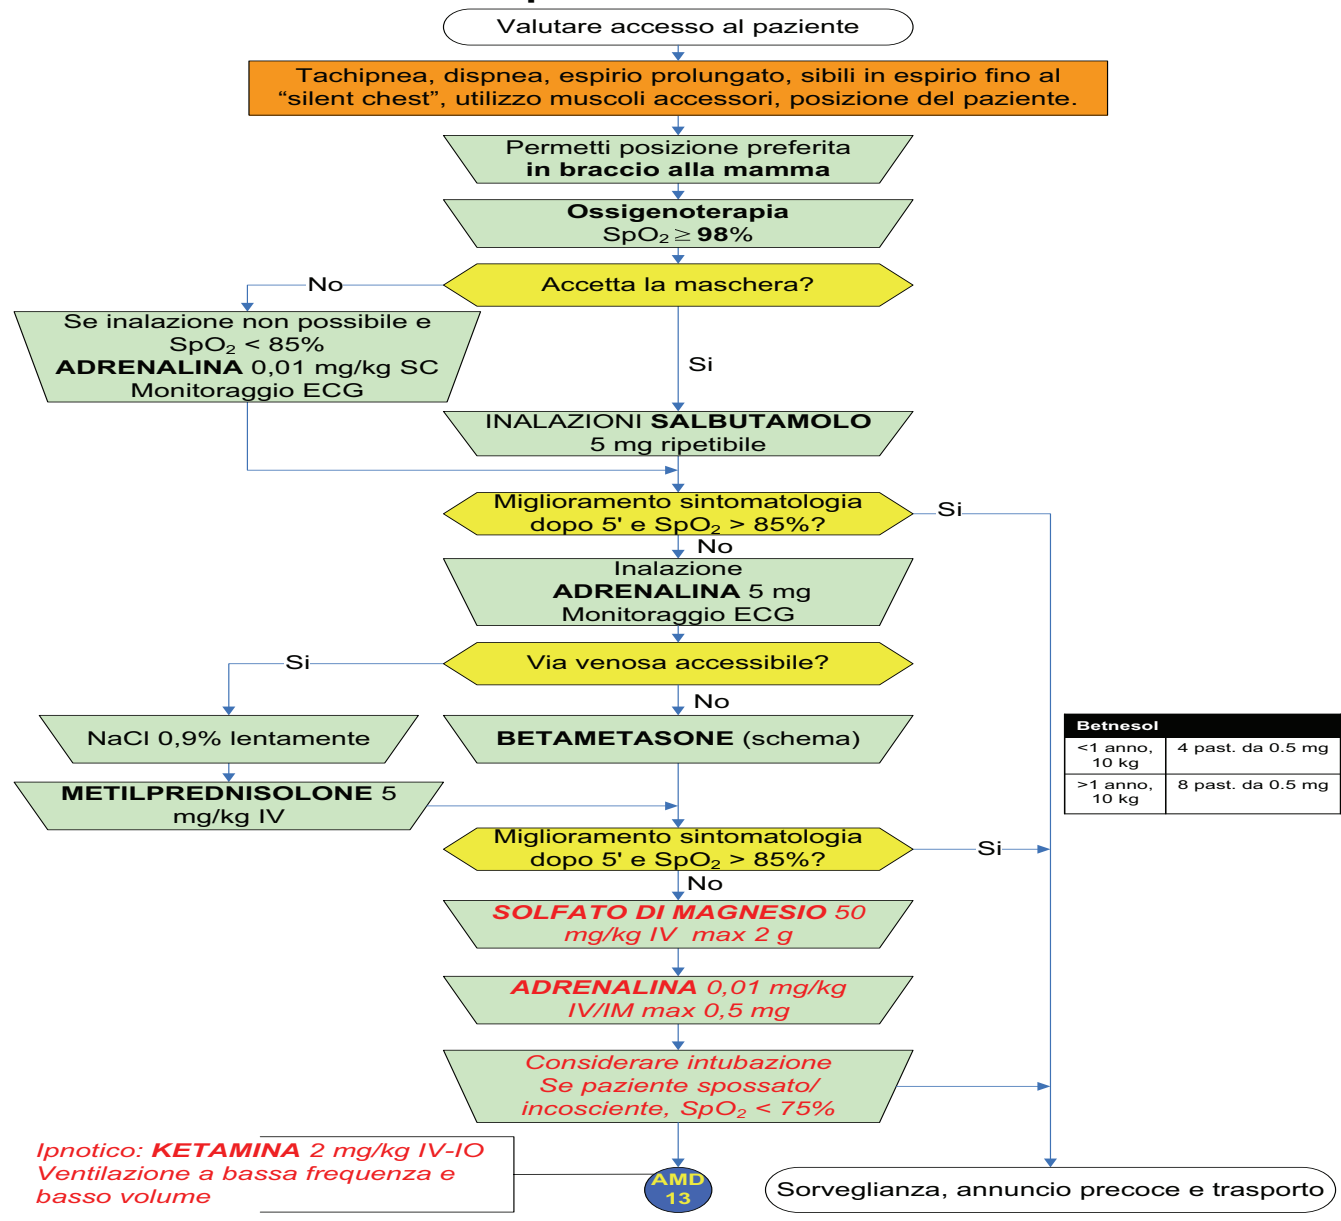 Valutare accesso al paziente
Tachipnea, dispnea, espirio prolungato, sibili in espirio fino al
“silent chest”, utilizzo muscoli accessori, posizione del paziente.
Permetti posizione preferita
in braccio alla mamma
Ossigenoterapia
SpO₂ ≥ 98%
Accetta la maschera?
No
Se inalazione non possibile e
SpO₂ < 85%
ADRENALINA 0,01 mg/kg SC
Monitoraggio ECG
Si
INALAZIONI SALBUTAMOLO
5 mg ripetibile
Miglioramento sintomatologia
dopo 5' e SpO₂ > 85%?
Si
No
Inalazione
ADRENALINA 5 mg
Monitoraggio ECG
Via venosa accessibile?
Si
No
NaCl 0,9% lentamente
BETAMETASONE (schema)
METILPREDNISOLONE 5
mg/kg IV
Betnesol
<1 anno,
10 kg
4 past. da 0.5 mg
>1 anno,
10 kg
8 past. da 0.5 mg
Miglioramento sintomatologia
dopo 5' e SpO₂ > 85%?
Si
No
SOLFATO DI MAGNESIO 50
mg/kg IV max 2 g
ADRENALINA 0,01 mg/kg
IV/IM max 0,5 mg
Considerare intubazione
Se paziente spossato/
incosciente, SpO₂ < 75%
Ipnotico: KETAMINA 2 mg/kg IV-IO
Ventilazione a bassa frequenza e
basso volume
AMD
13
Sorveglianza, annuncio precoce e trasporto